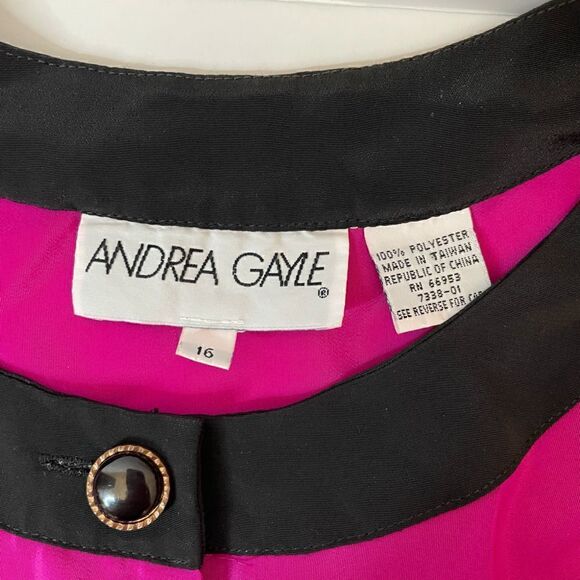 ANDREA GAYLE
®
16
100% POLYESTER
MADE IN TAIWAN
REPUBLIC OF CHINA
RN 66953
7338-01
SEE REVERSE FOR CARE